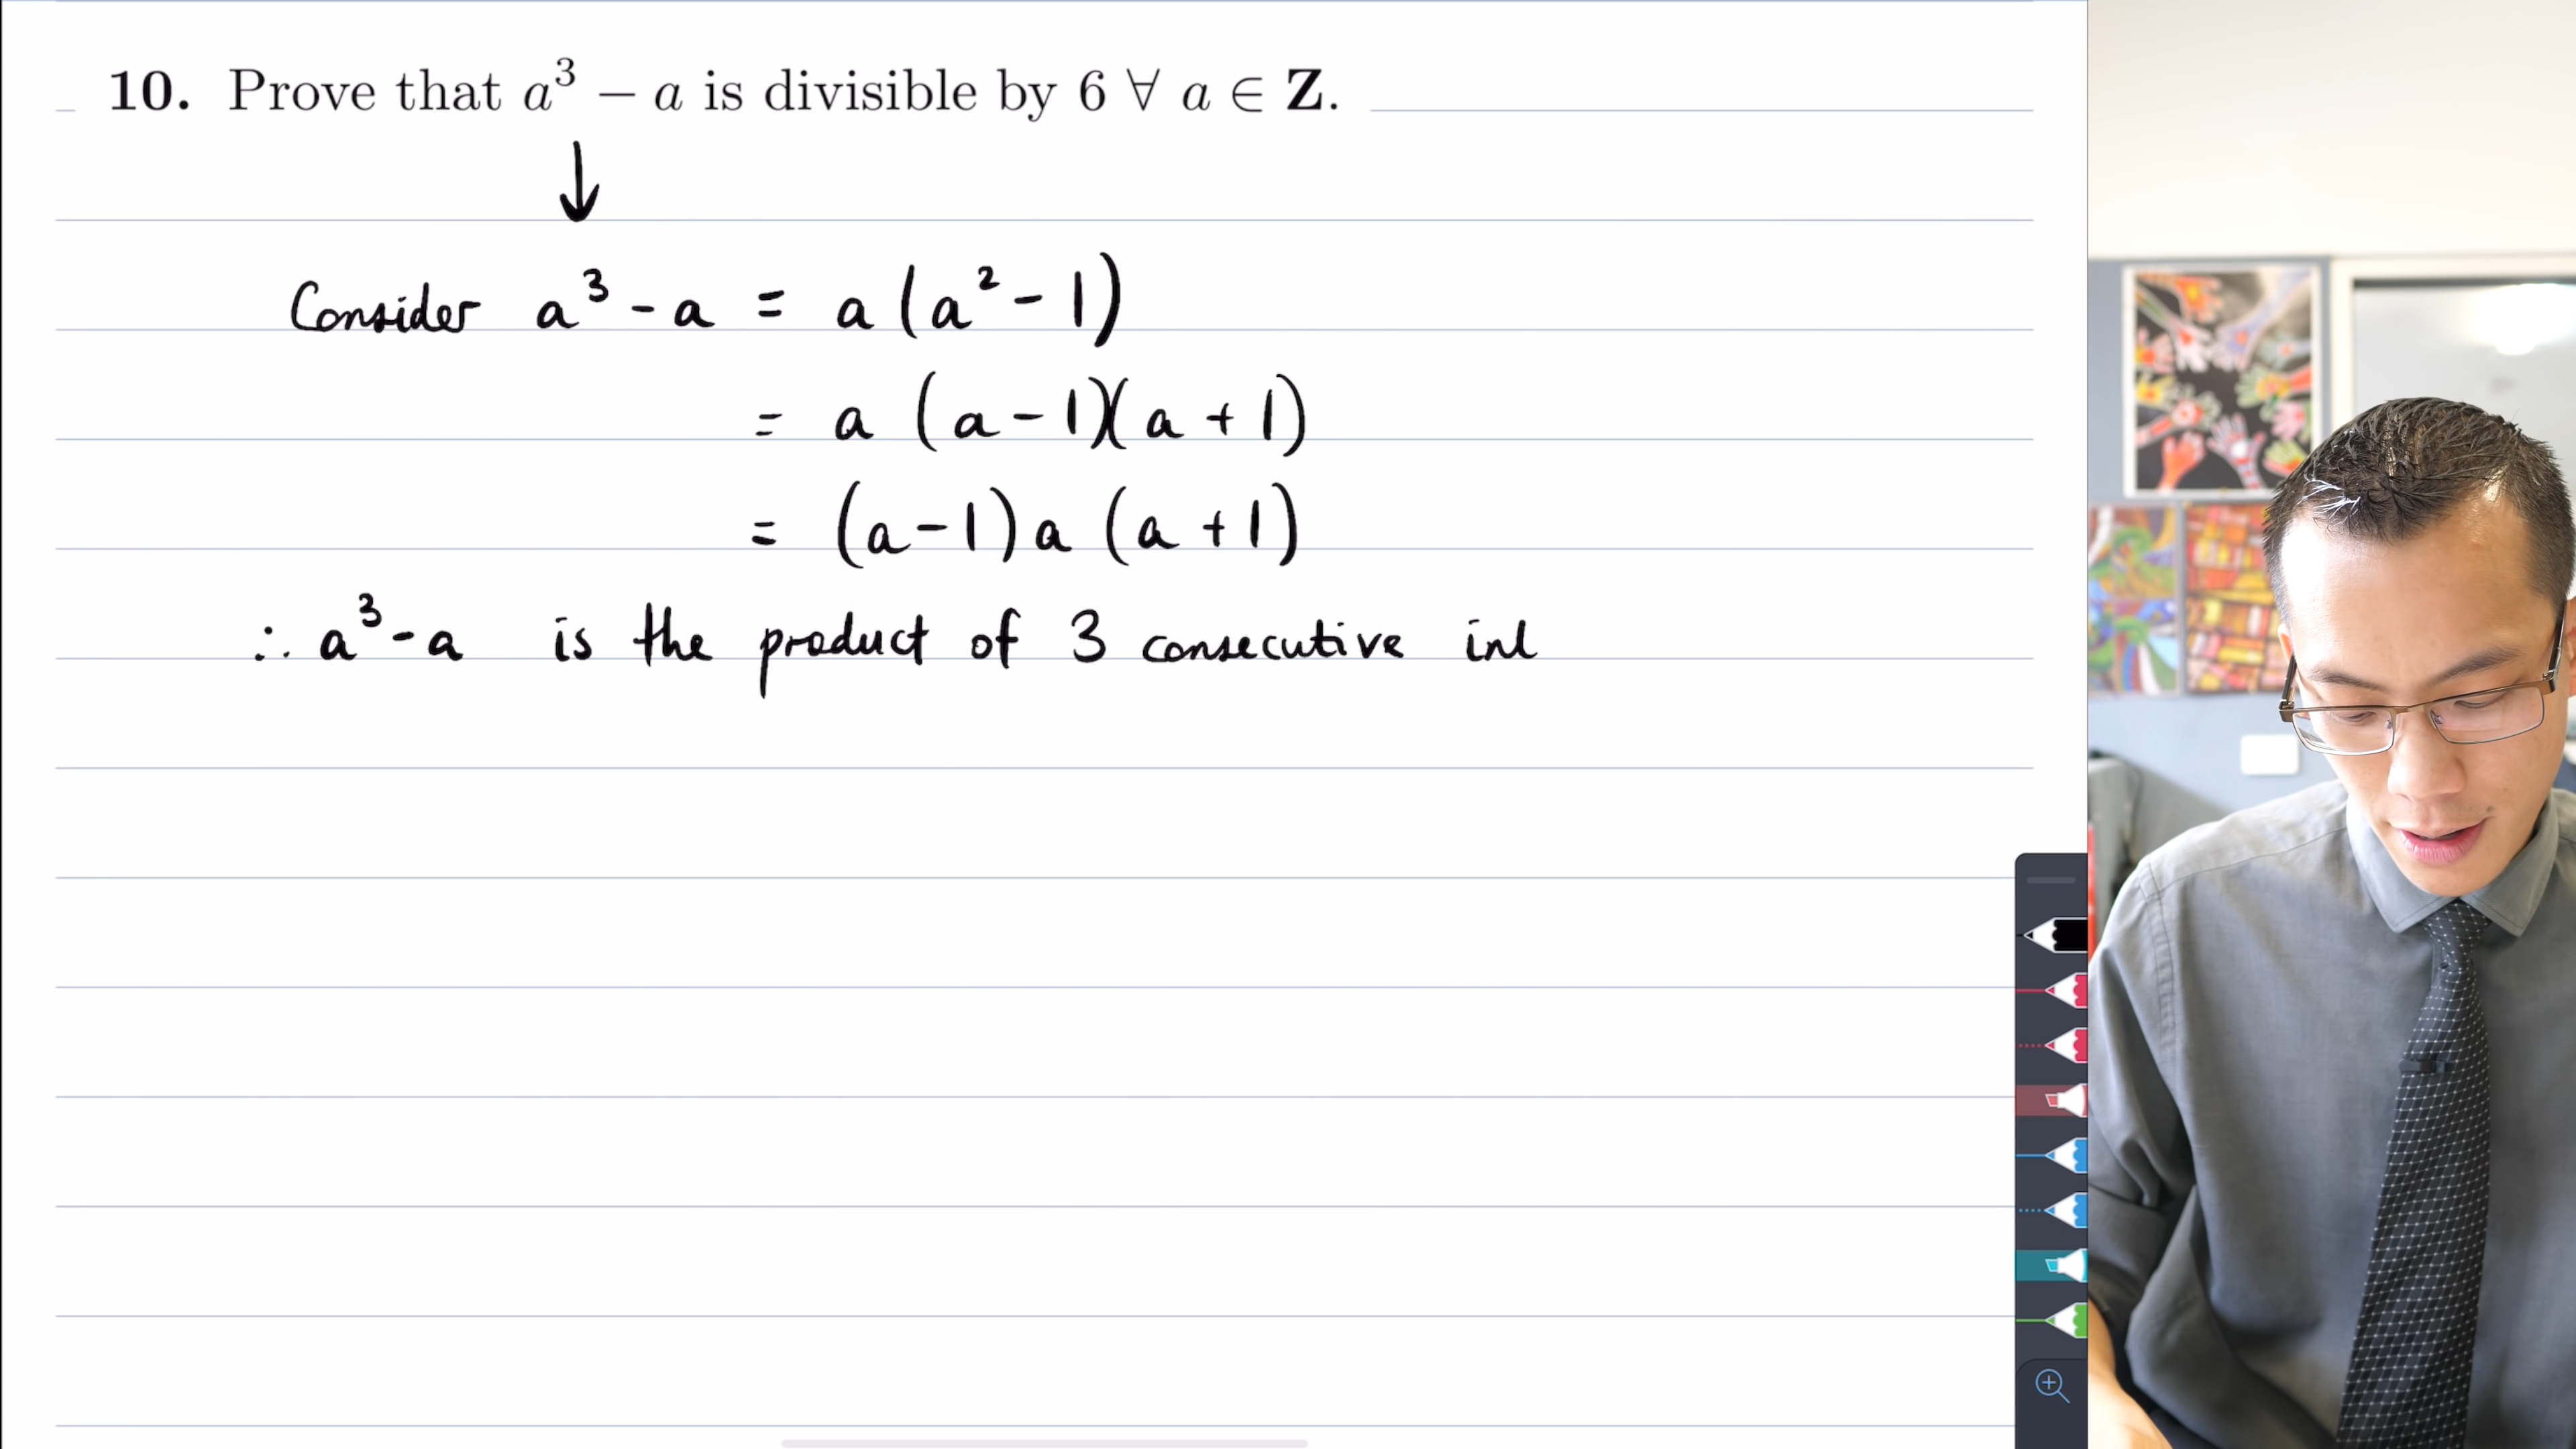 10. Prove that a³ − a is divisible by 6 ∀ a ∈ Z.
Consider a³ - a = a (a² - 1)
= a (a - 1)(a + 1)
= (a - 1) a (a + 1)
∴ a³ - a is the product of 3 consecutive int